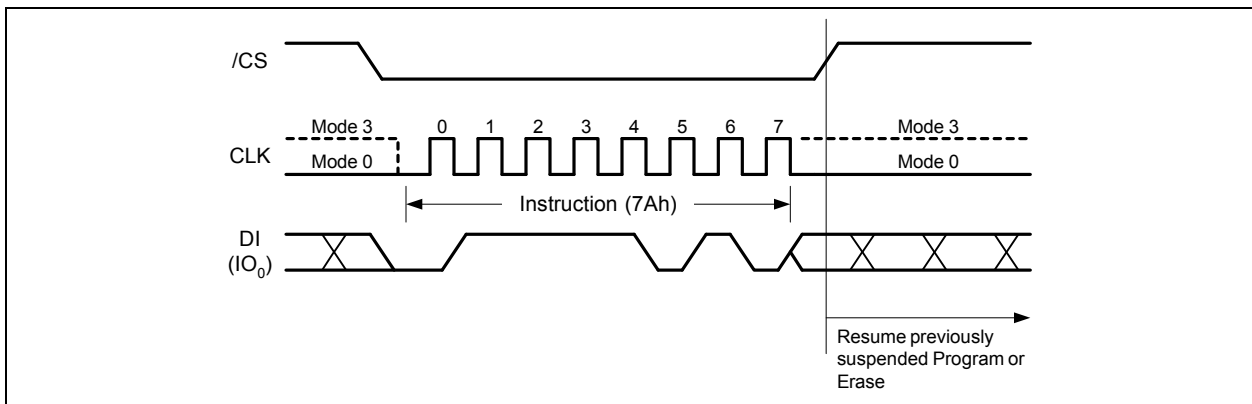 /CS
Mode 3 0 1 2 3 4 5 6 7 Mode 3
CLK
Mode 0 Mode 0
Instruction (7Ah)
DI
(IO₀)
Resume previously
suspended Program or
Erase